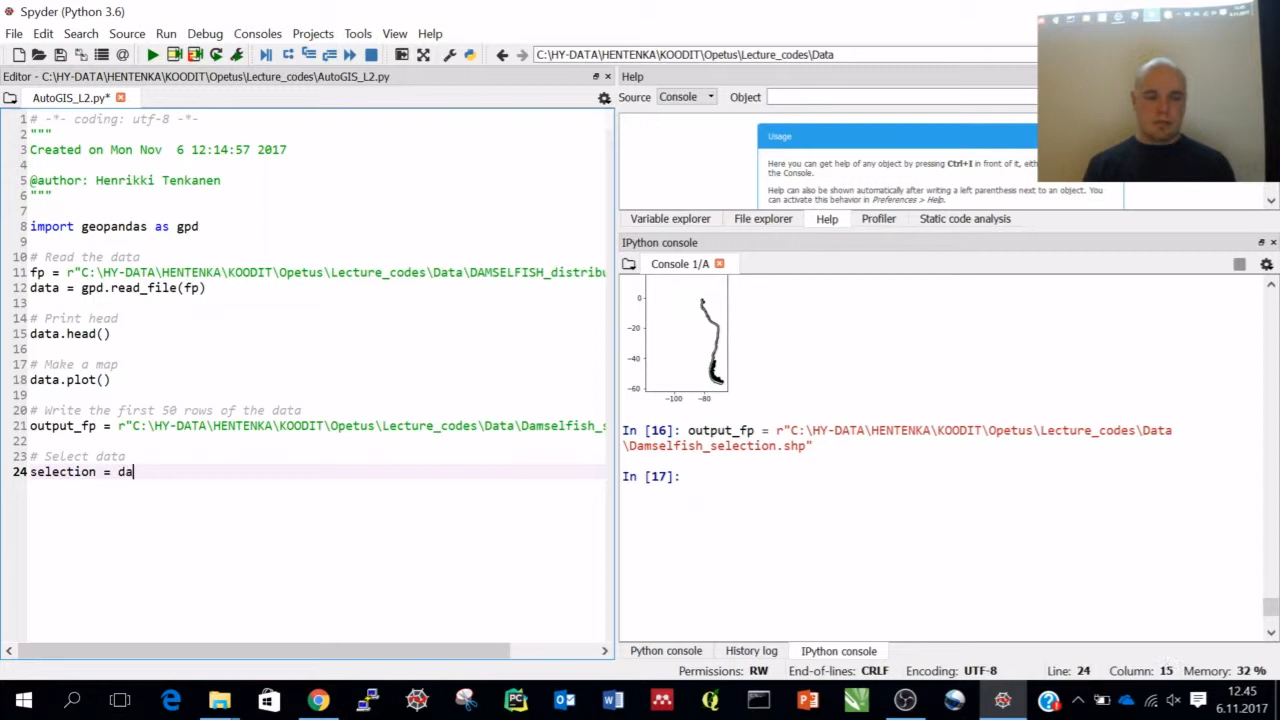 Spyder (Python 3.6)
File Edit Search Source Run Debug Consoles Projects Tools View Help
C:\HY-DATA\HENTENKA\KOODIT\Opetus\Lecture_codes\Data
Editor - C:\HY-DATA\HENTENKA\KOODIT\Opetus\Lecture_codes\AutoGIS_L2.py
AutoGIS_L2.py*
1 # -*- coding: utf-8 -*-
2 """
3 Created on Mon Nov  6 12:14:57 2017
4
5 @author: Henrikki Tenkanen
6 """
7
8 import geopandas as gpd
9
10 # Read the data
11 fp = r"C:\HY-DATA\HENTENKA\KOODIT\Opetus\Lecture_codes\Data\DAMSELFISH_distribu
12 data = gpd.read_file(fp)
13
14 # Print head
15 data.head()
16
17 # Make a map
18 data.plot()
19
20 # Write the first 50 rows of the data
21 output_fp = r"C:\HY-DATA\HENTENKA\KOODIT\Opetus\Lecture_codes\Data\Damselfish_s
22
23 # Select data
24 selection = da
Help
Source Console Object
Usage
Here you can get help of any object by pressing Ctrl+I in front of it, eith
the Console.
Help can also be shown automatically after writing a left parenthesis next to an object. You
can activate this behavior in Preferences > Help.
Variable explorer File explorer Help Profiler Static code analysis
IPython console
Console 1/A
0
−20
−40
−60
−100 −80
In [16]: output_fp = r"C:\HY-DATA\HENTENKA\KOODIT\Opetus\Lecture_codes\Data
\Damselfish_selection.shp"
In [17]:
Python console History log IPython console
Permissions: RW End-of-lines: CRLF Encoding: UTF-8 Line: 24 Column: 15 Memory: 32 %
12.45
6.11.2017